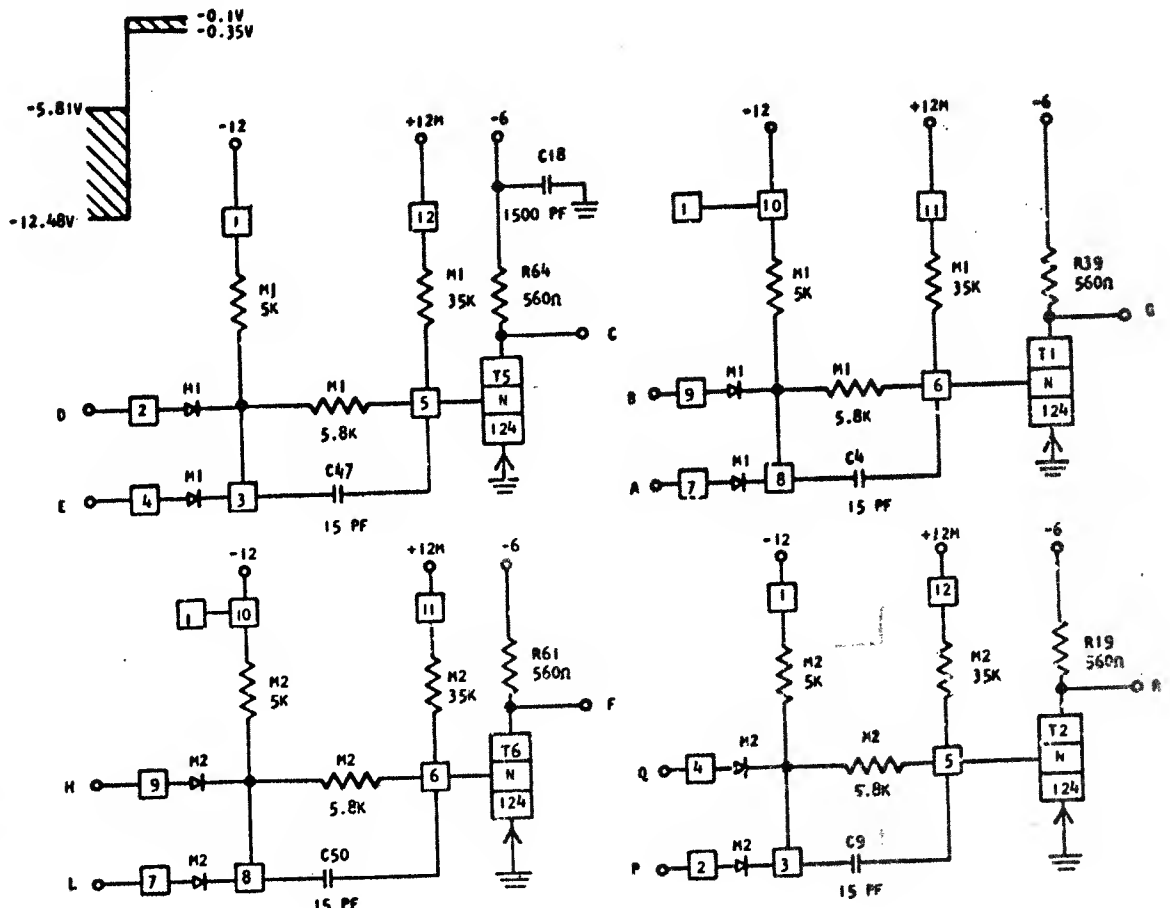 -0.1V
-0.35V
-5.81V
-12.48V
-12
+12M
-6
C18
1500 PF
1
12
M1
5K
M1
35K
R64
560Ω
C
D
2
M1
M1
5.8K
5
T5
N
124
E
4
M1
3
C47
15 PF
-12
+12M
-6
1
10
11
M1
5K
M1
35K
R39
560Ω
G
B
9
M1
M1
5.8K
6
T1
N
124
A
7
M1
8
C4
15 PF
-12
+12M
-6
10
11
M2
5K
M2
35K
R61
560Ω
F
H
9
M2
M2
5.8K
6
T6
N
124
L
7
M2
8
C50
15 PF
-12
+12M
-6
1
12
M2
5K
M2
35K
R19
560Ω
Q
4
M2
M2
5.8K
5
T2
N
124
P
2
M2
3
C9
15 PF